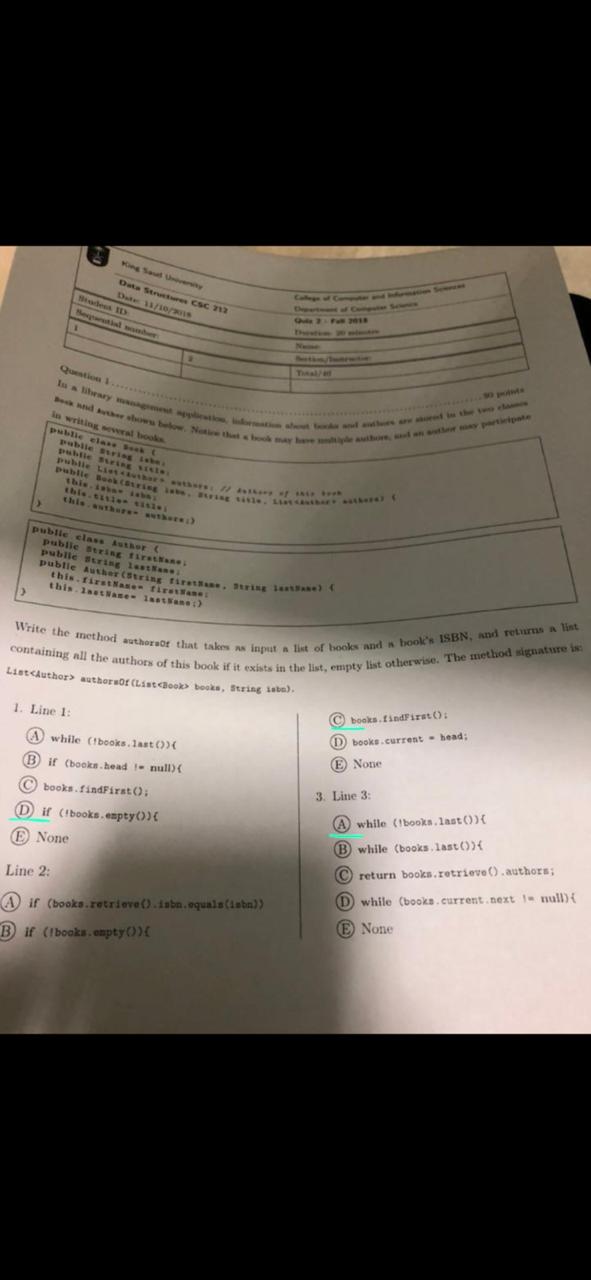 King Saud University
College of Computer and Information Sciences
Data Structures CSC 212
Department of Computer Science
Date: 11/10/2018
Quiz 2 - Fall 2018
Duration: 20 minutes
Student ID:
Name:
Sequential number:
Section/Instructor:
1
2
Total/40
Question 1.............................................................................. 30 points
In a library management application, information about books and authors are stored in the two classes
Book and Author shown below. Notice that a book may have multiple authors, and an author may participate
in writing several books.
public class Book {
public String isbn;
public String title;
public List<Author> authors; // Authors of this book
public Book(String isbn, String title, List<Author> authors) {
this.isbn= isbn;
this.title= title;
this.authors= authors;}
}
public class Author {
public String firstName;
public String lastName;
public Author(String firstName, String lastName) {
this.firstName= firstName;
this.lastName= lastName;}
}
Write the method authorsOf that takes as input a list of books and a book's ISBN, and returns a list
containing all the authors of this book if it exists in the list, empty list otherwise. The method signature is:
List<Author> authorsOf(List<Book> books, String isbn).
1. Line 1:
A while (!books.last()){
B if (books.head != null){
C books.findFirst();
D if (!books.empty()){
E None
Line 2:
A if (books.retrieve().isbn.equals(isbn))
B if (!books.empty()){
C books.findFirst();
D books.current = head;
E None
3. Line 3:
A while (!books.last()){
B while (books.last()){
C return books.retrieve().authors;
D while (books.current.next != null){
E None